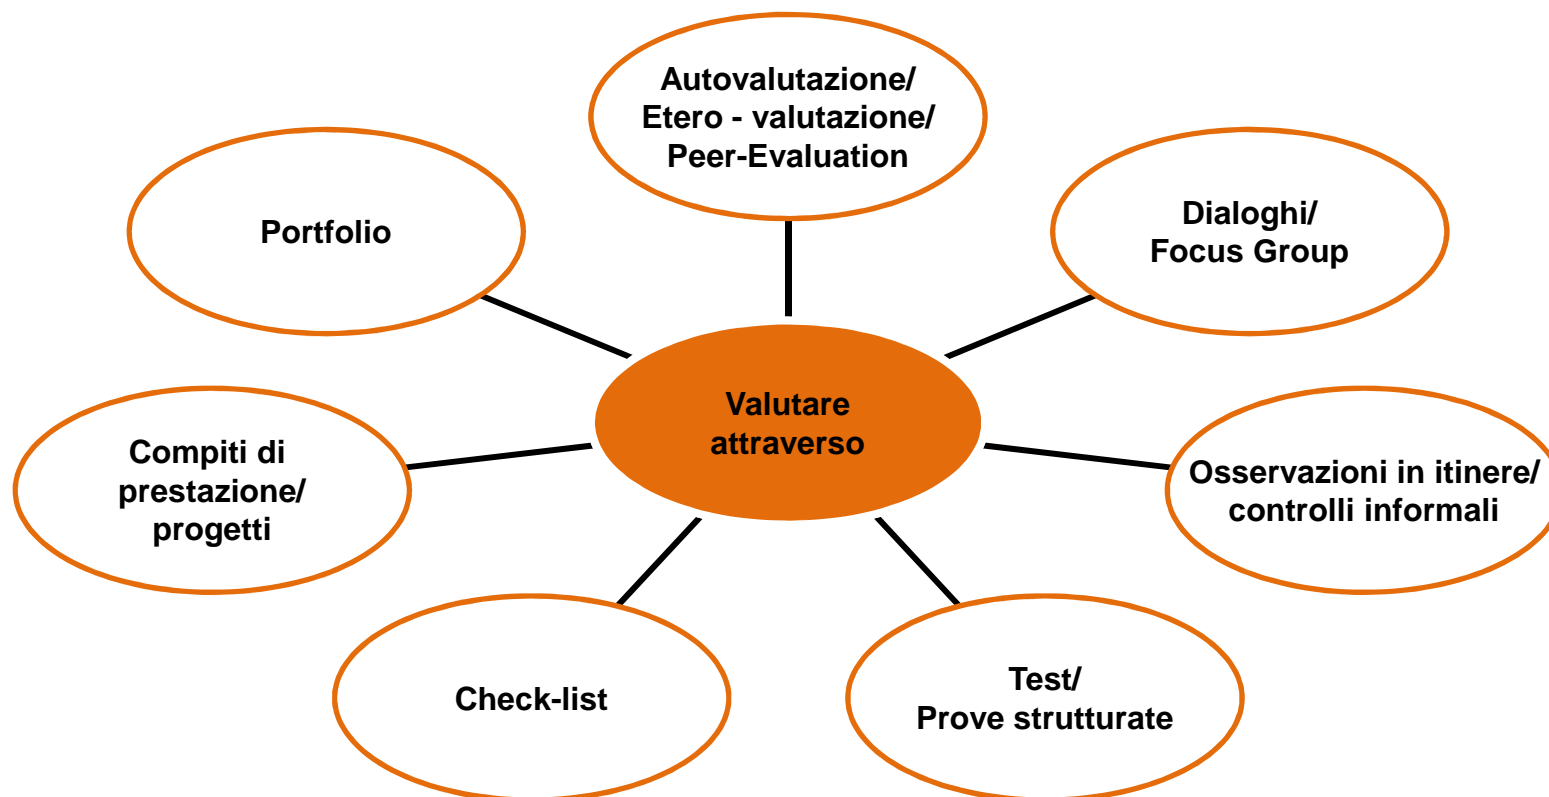 Autovalutazione/
Etero - valutazione/
Peer-Evaluation
Portfolio
Dialoghi/
Focus Group
Valutare
attraverso
Compiti di
prestazione/
progetti
Osservazioni in itinere/
controlli informali
Check-list
Test/
Prove strutturate